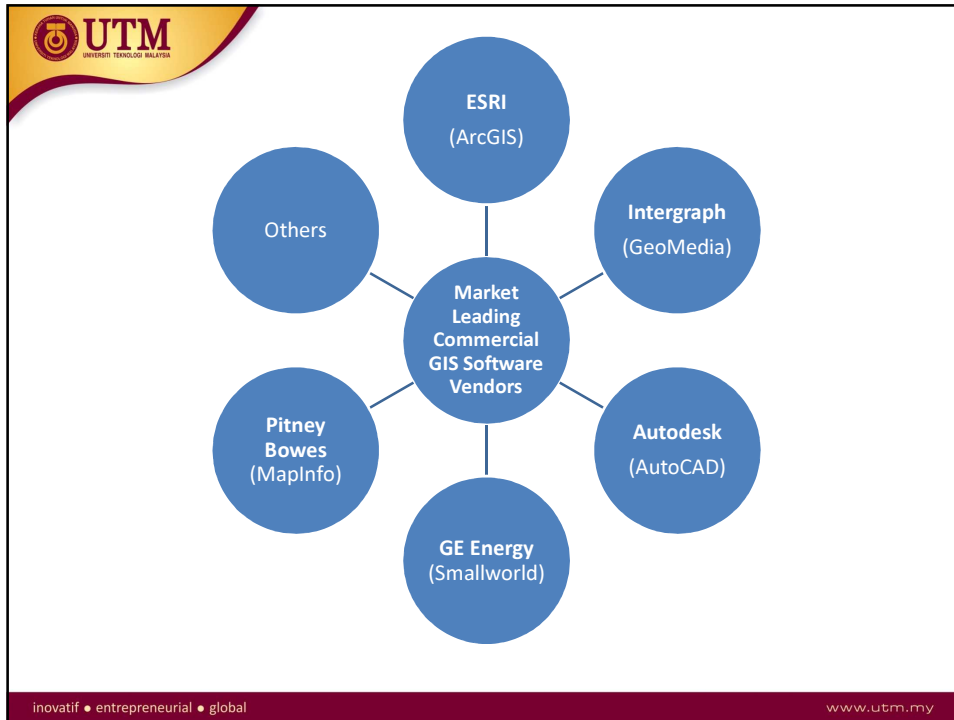 UTM
UNIVERSITI TEKNOLOGI MALAYSIA
ESRI
(ArcGIS)
Intergraph
(GeoMedia)
Autodesk
(AutoCAD)
GE Energy
(Smallworld)
Pitney
Bowes
(MapInfo)
Others
Market
Leading
Commercial
GIS Software
Vendors
inovatif ● entrepreneurial ● global
www.utm.my